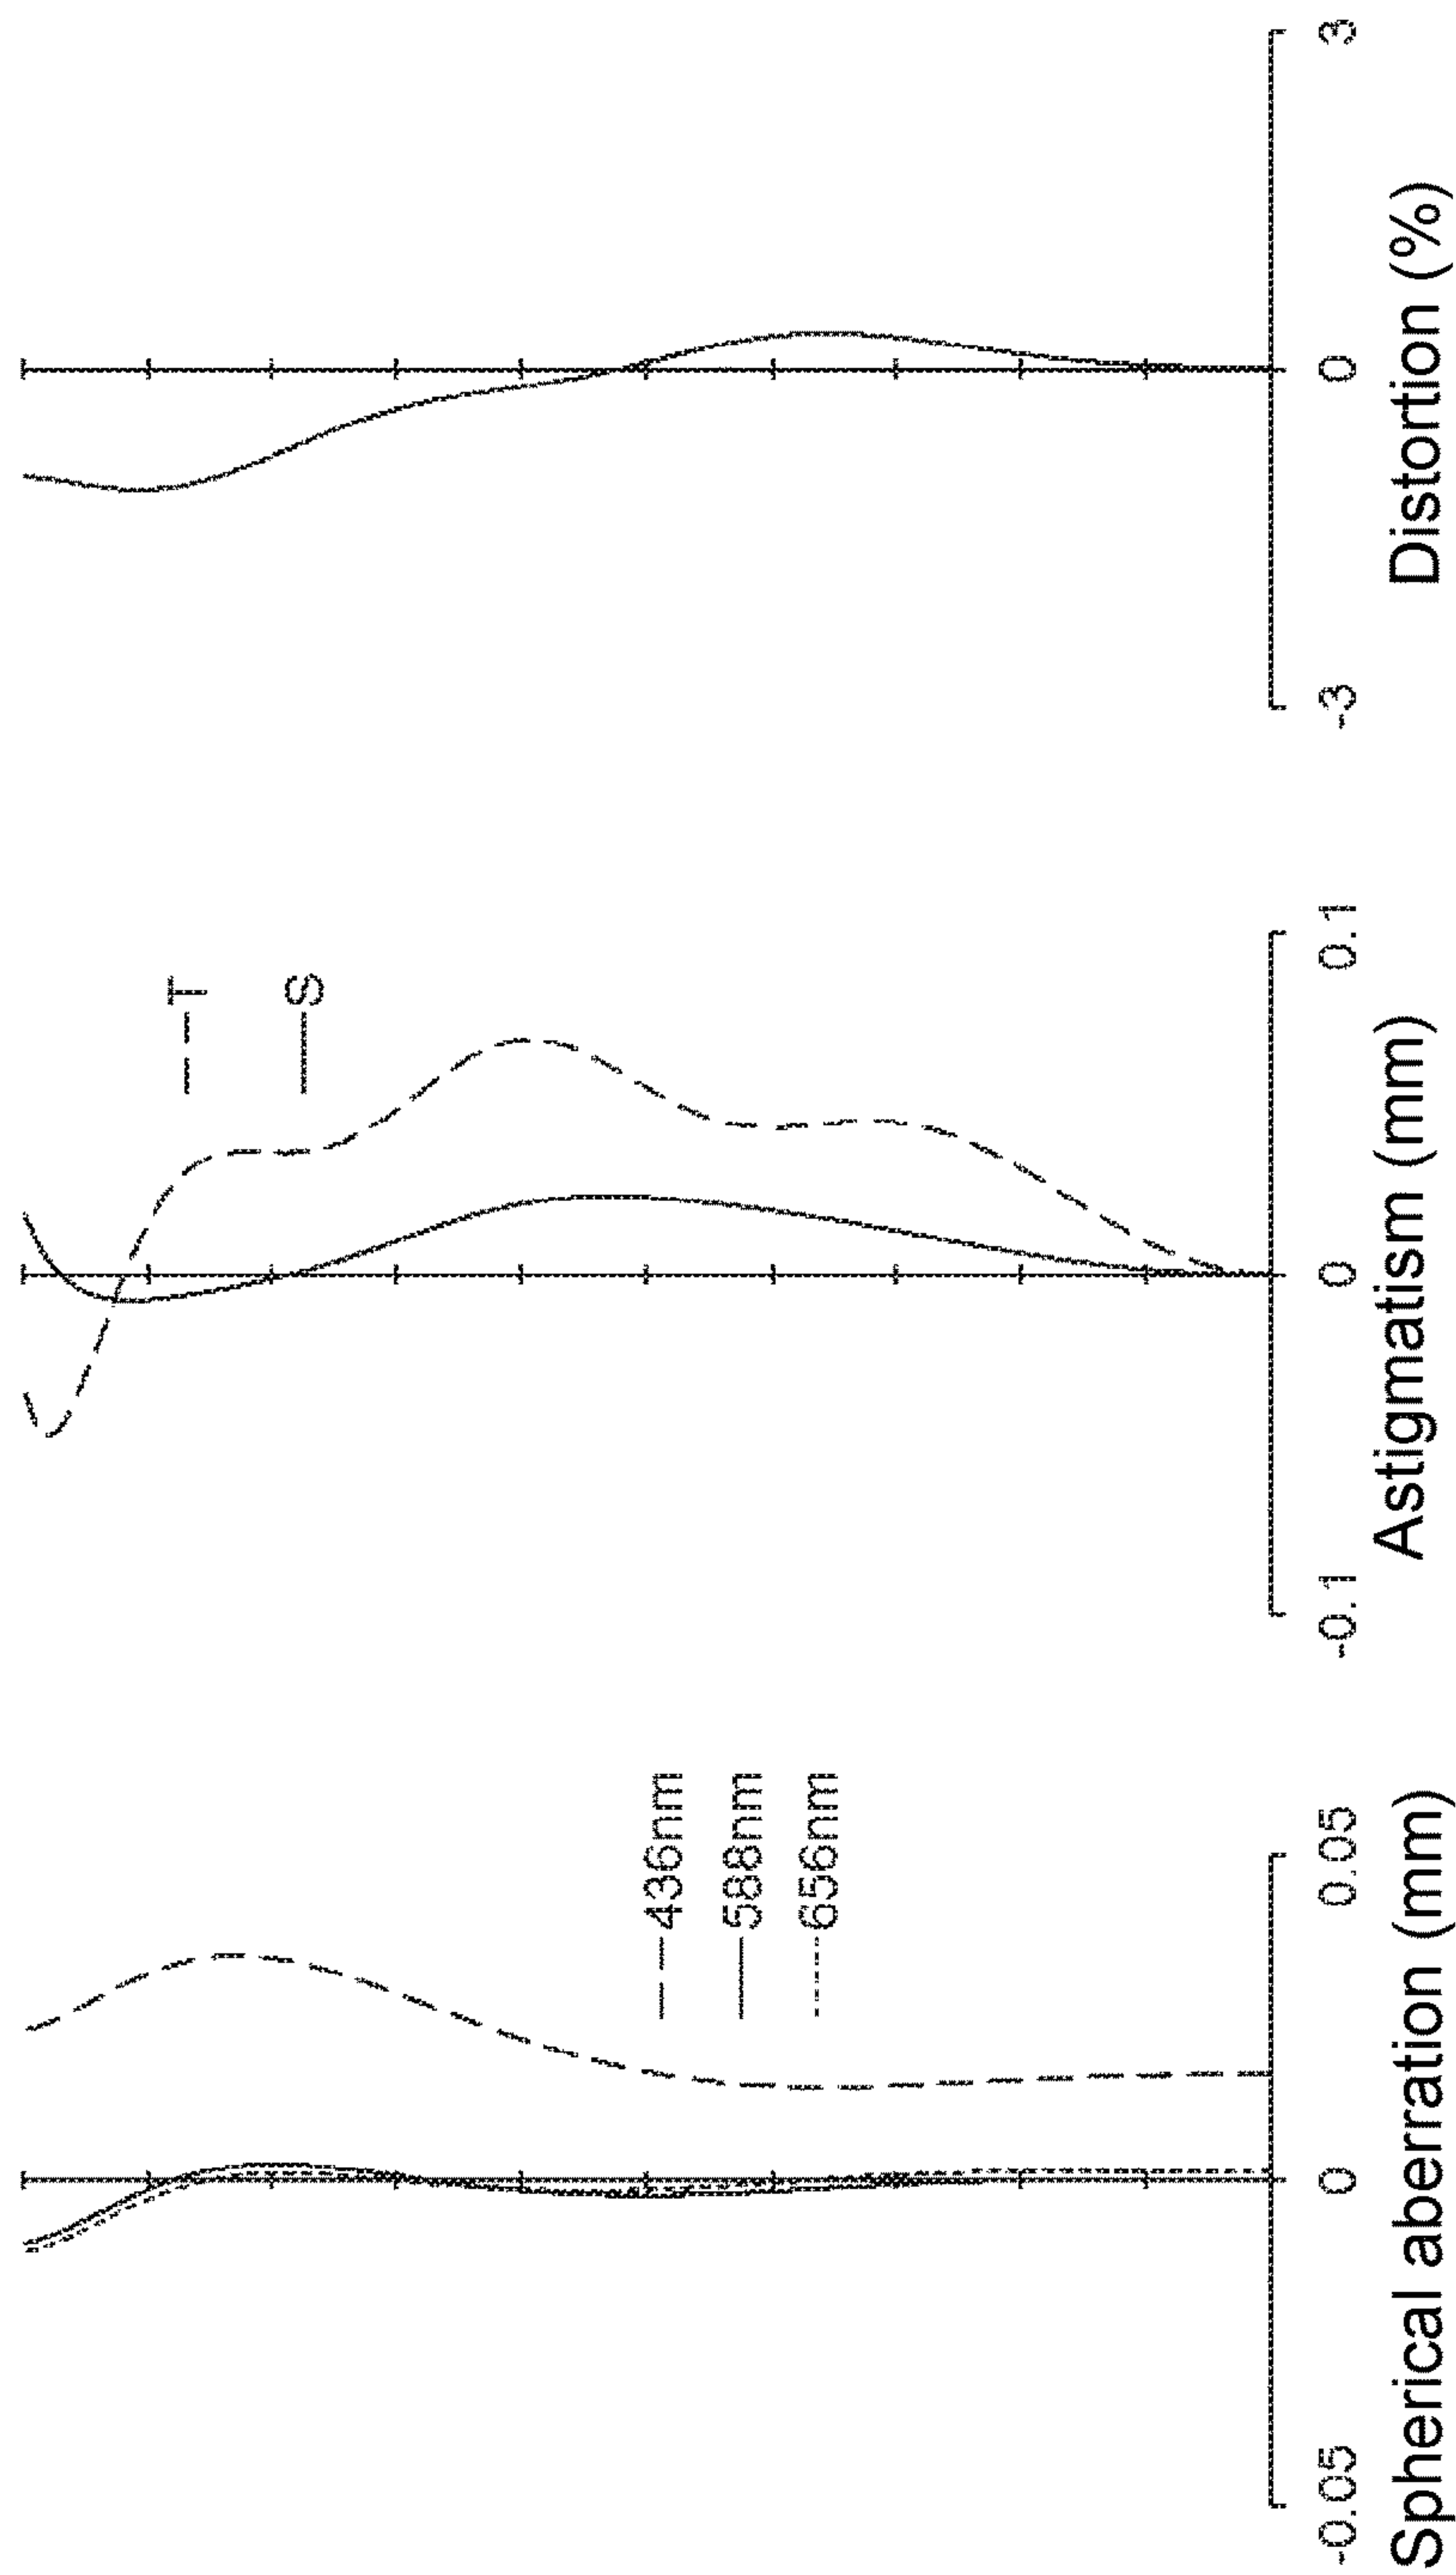 436nm
588nm
656nm
-0.05 0 0.05
Spherical aberration (mm)
T
S
-0.1 0 0.1
Astigmatism (mm)
-3 0 3
Distortion (%)